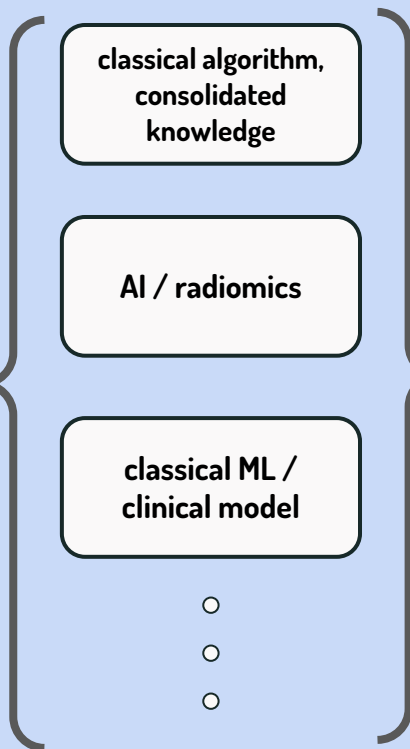 classical algorithm,
consolidated
knowledge
AI / radiomics
classical ML /
clinical model